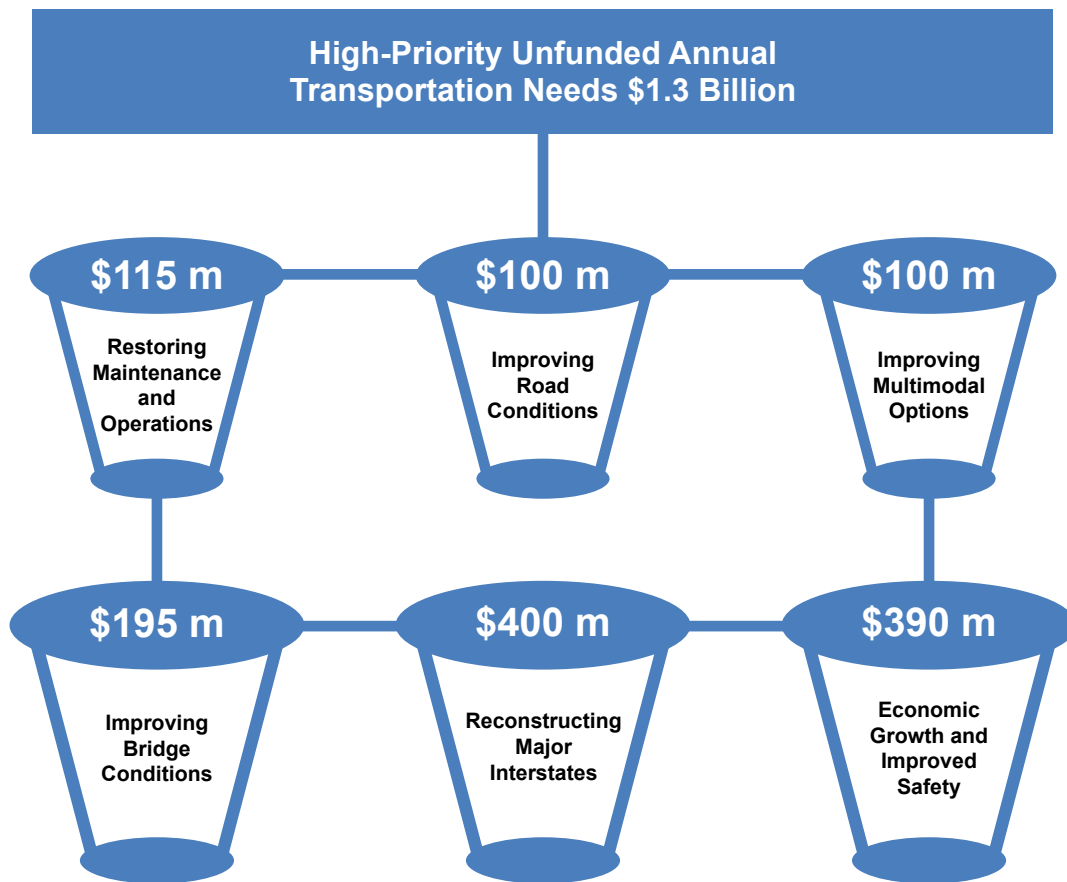 High-Priority Unfunded Annual
Transportation Needs $1.3 Billion
$115 m
Restoring
Maintenance
and
Operations
$100 m
Improving
Road
Conditions
$100 m
Improving
Multimodal
Options
$195 m
Improving
Bridge
Conditions
$400 m
Reconstructing
Major
Interstates
$390 m
Economic
Growth and
Improved
Safety